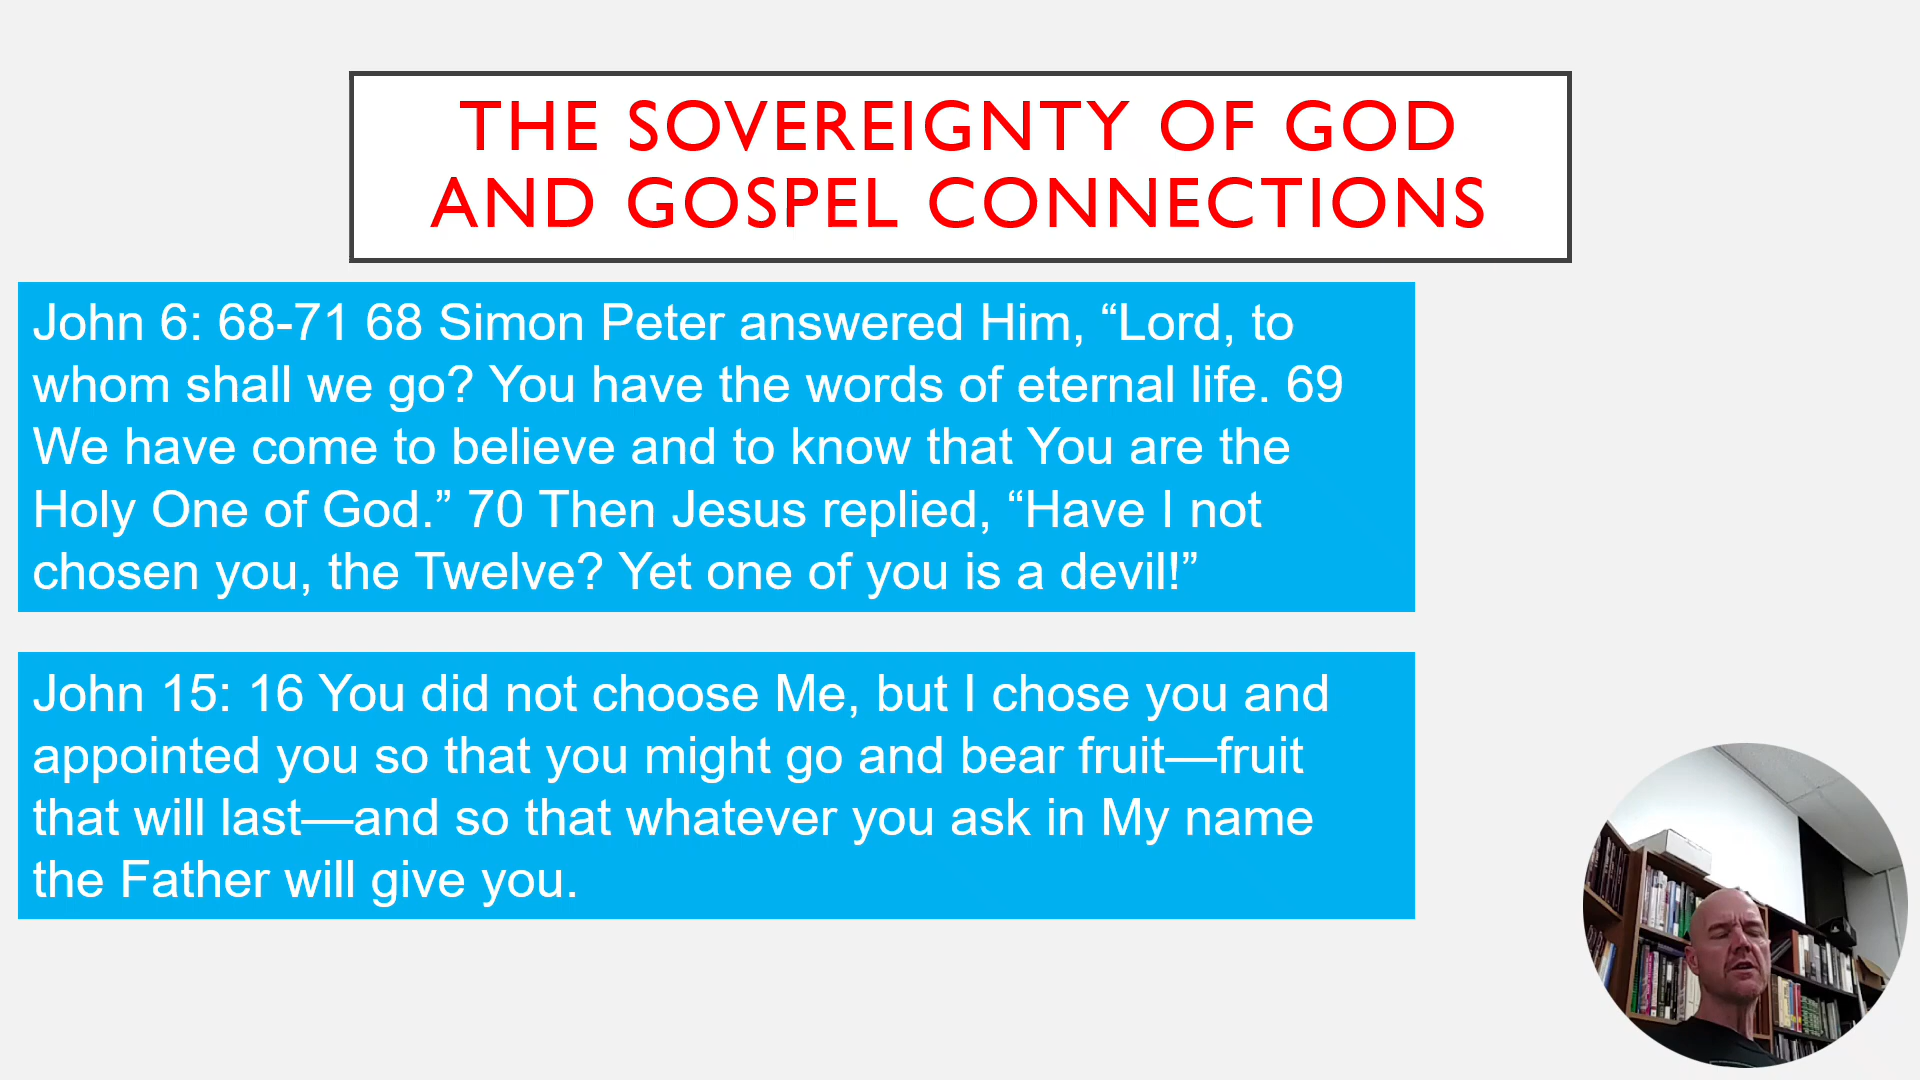 THE SOVEREIGNTY OF GOD
AND GOSPEL CONNECTIONS
John 6: 68-71 68 Simon Peter answered Him, “Lord, to
whom shall we go? You have the words of eternal life. 69
We have come to believe and to know that You are the
Holy One of God.” 70 Then Jesus replied, “Have I not
chosen you, the Twelve? Yet one of you is a devil!”
John 15: 16 You did not choose Me, but I chose you and
appointed you so that you might go and bear fruit—fruit
that will last—and so that whatever you ask in My name
the Father will give you.